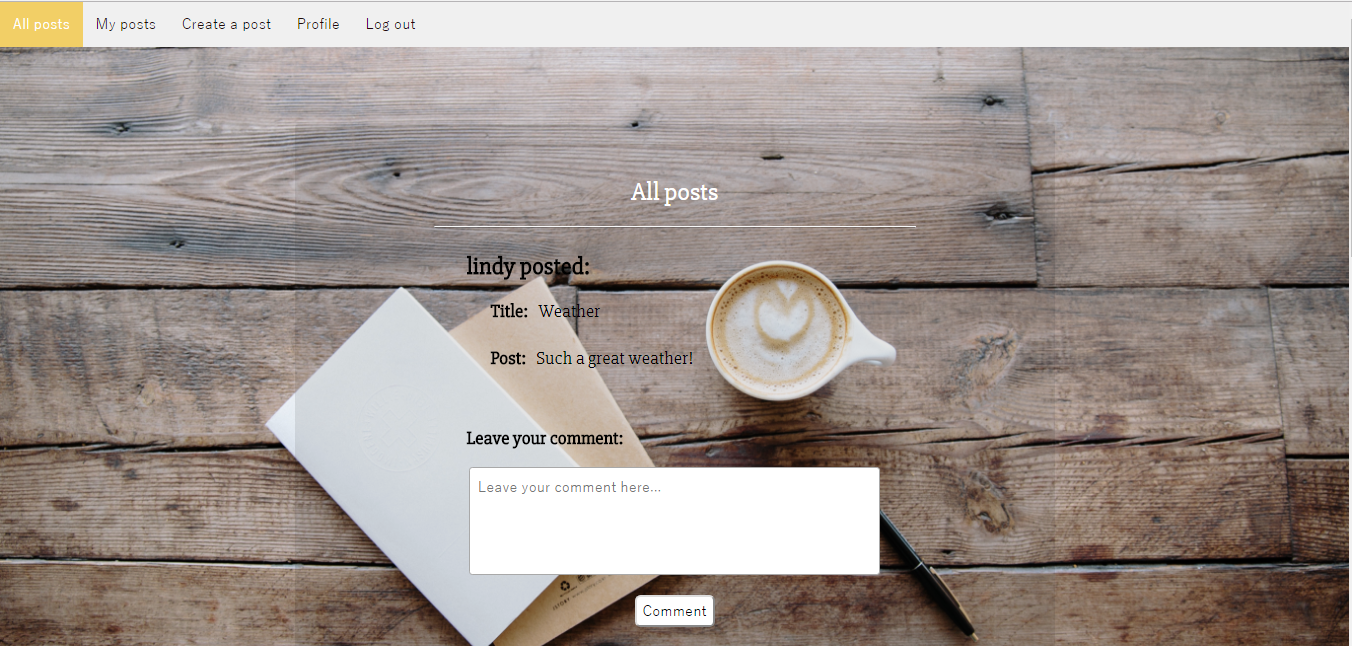 All posts My posts Create a post Profile Log out
All posts
lindy posted:
Title: Weather
Post: Such a great weather!
Leave your comment:
Leave your comment here...
Comment